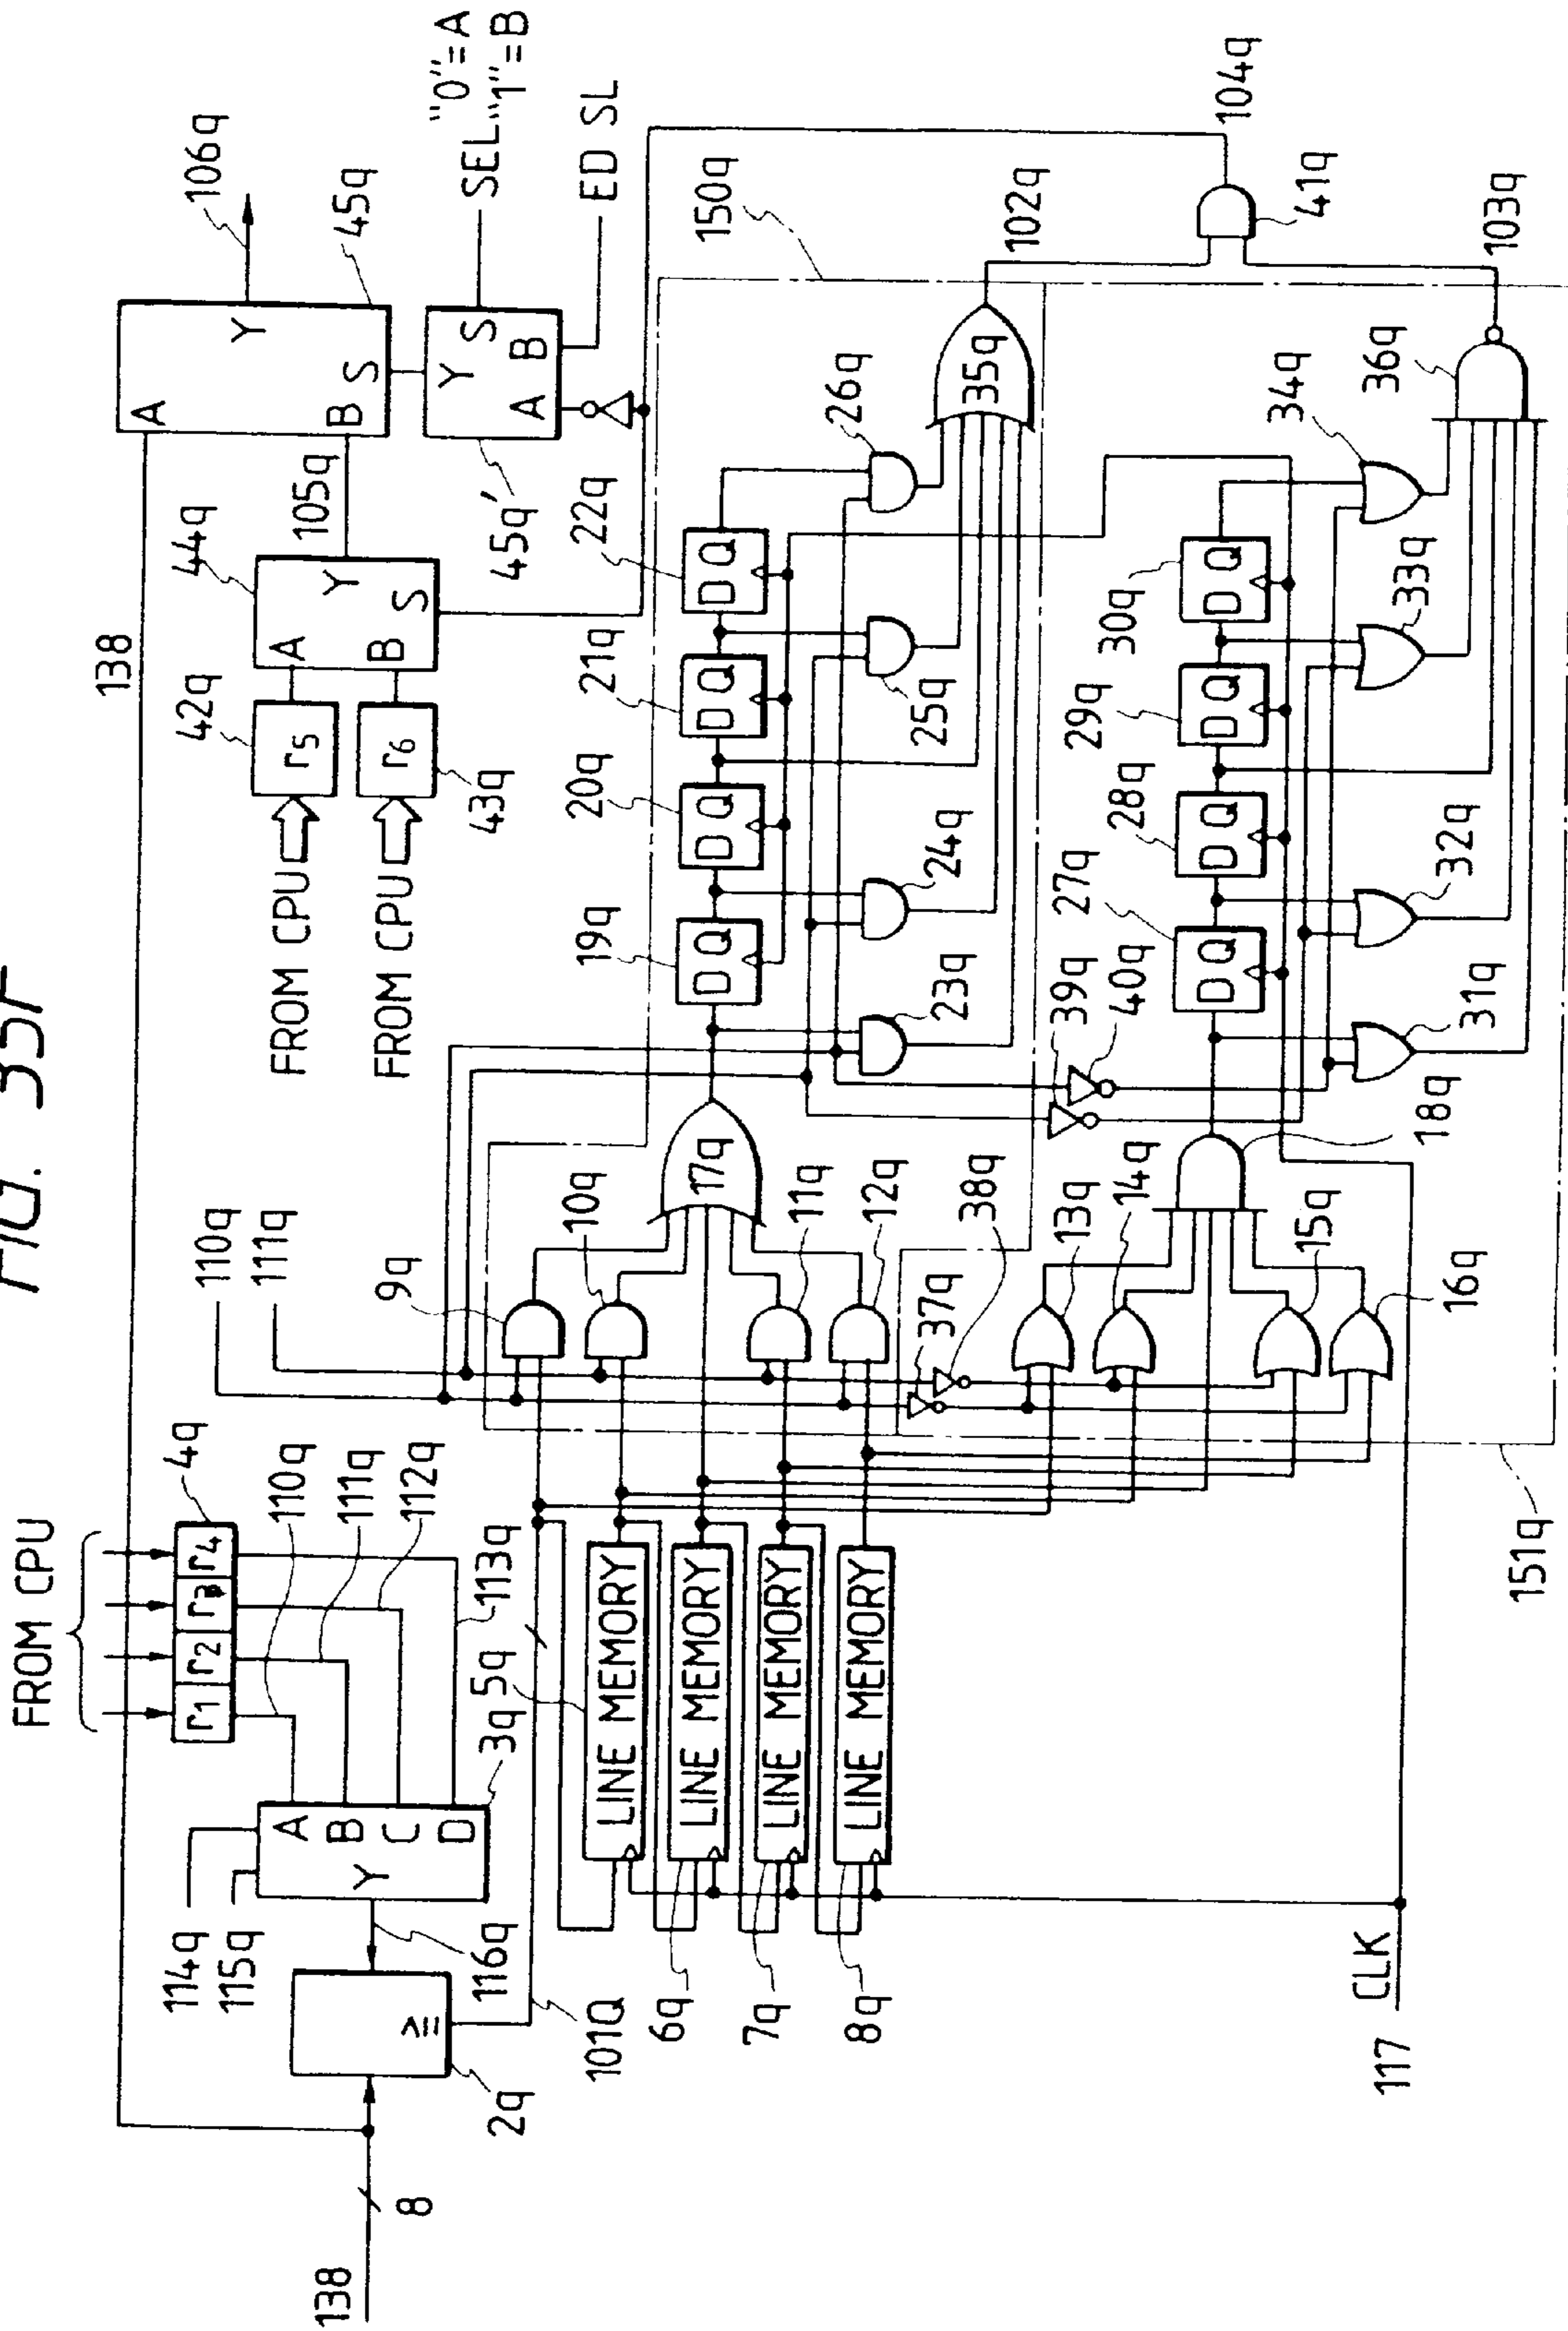 FIG. 35F
FROM CPU
r1 r2 r3 r4
4q
110q
111q
112q
113q
114q
115q
A
B
C
D
Y
3q
116q
≥
2q
138
8
101Q
5q
LINE MEMORY
6q
LINE MEMORY
7q
LINE MEMORY
8q
LINE MEMORY
117
CLK
110q
111q
9q
10q
11q
12q
17q
37q
38q
13q
14q
15q
16q
18q
151q
138
FROM CPU
r5
42q
FROM CPU
r6
43q
44q
A
B
Y
S
105q
A
B
Y
S
45q
106q
Y
S
A
B
45q'
SEL "0"=A
"1"=B
ED SL
150q
19q
D Q
20q
D Q
21q
D Q
22q
D Q
23q
24q
25q
26q
35q
102q
39q
40q
27q
D Q
28q
D Q
29q
D Q
30q
D Q
31q
32q
33q
34q
36q
103q
41q
104q